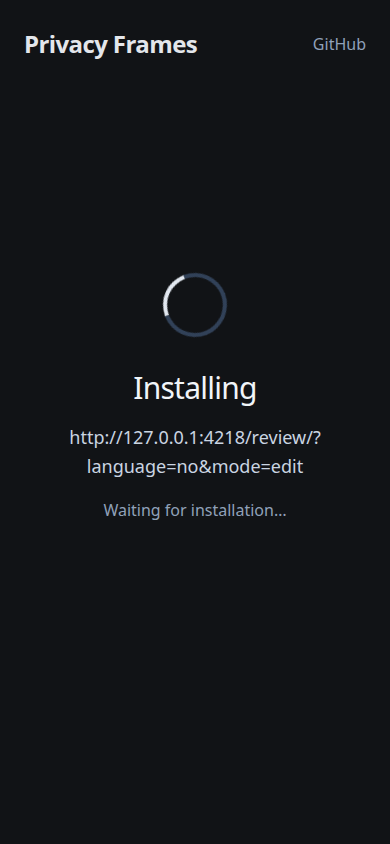 Privacy Frames
GitHub
Installing
http://127.0.0.1:4218/review/?
language=no&mode=edit
Waiting for installation...